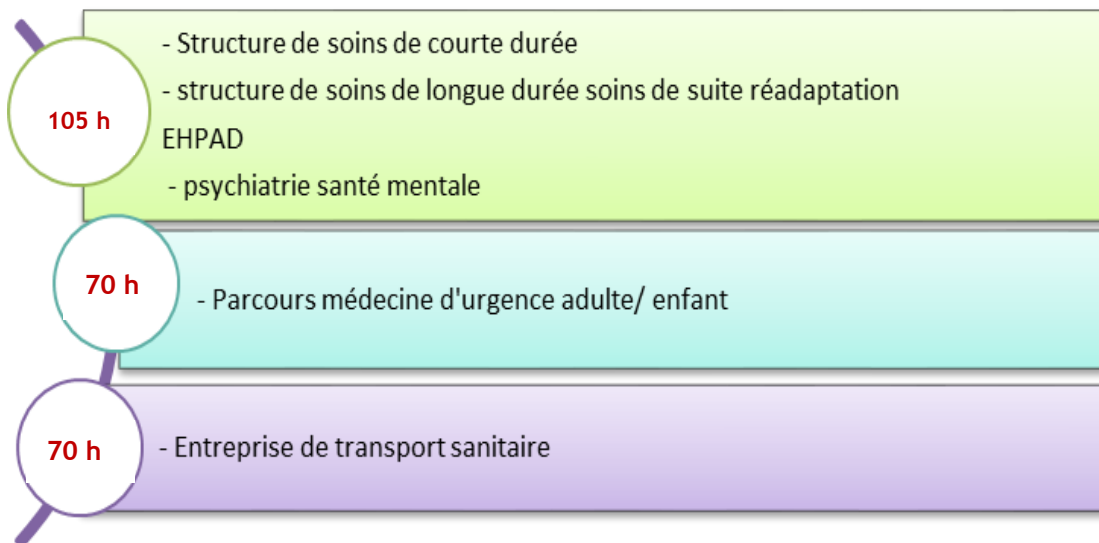 105 h
- Structure de soins de courte durée
- structure de soins de longue durée soins de suite réadaptation
EHPAD
- psychiatrie santé mentale
70 h
- Parcours médecine d'urgence adulte/ enfant
70 h
- Entreprise de transport sanitaire